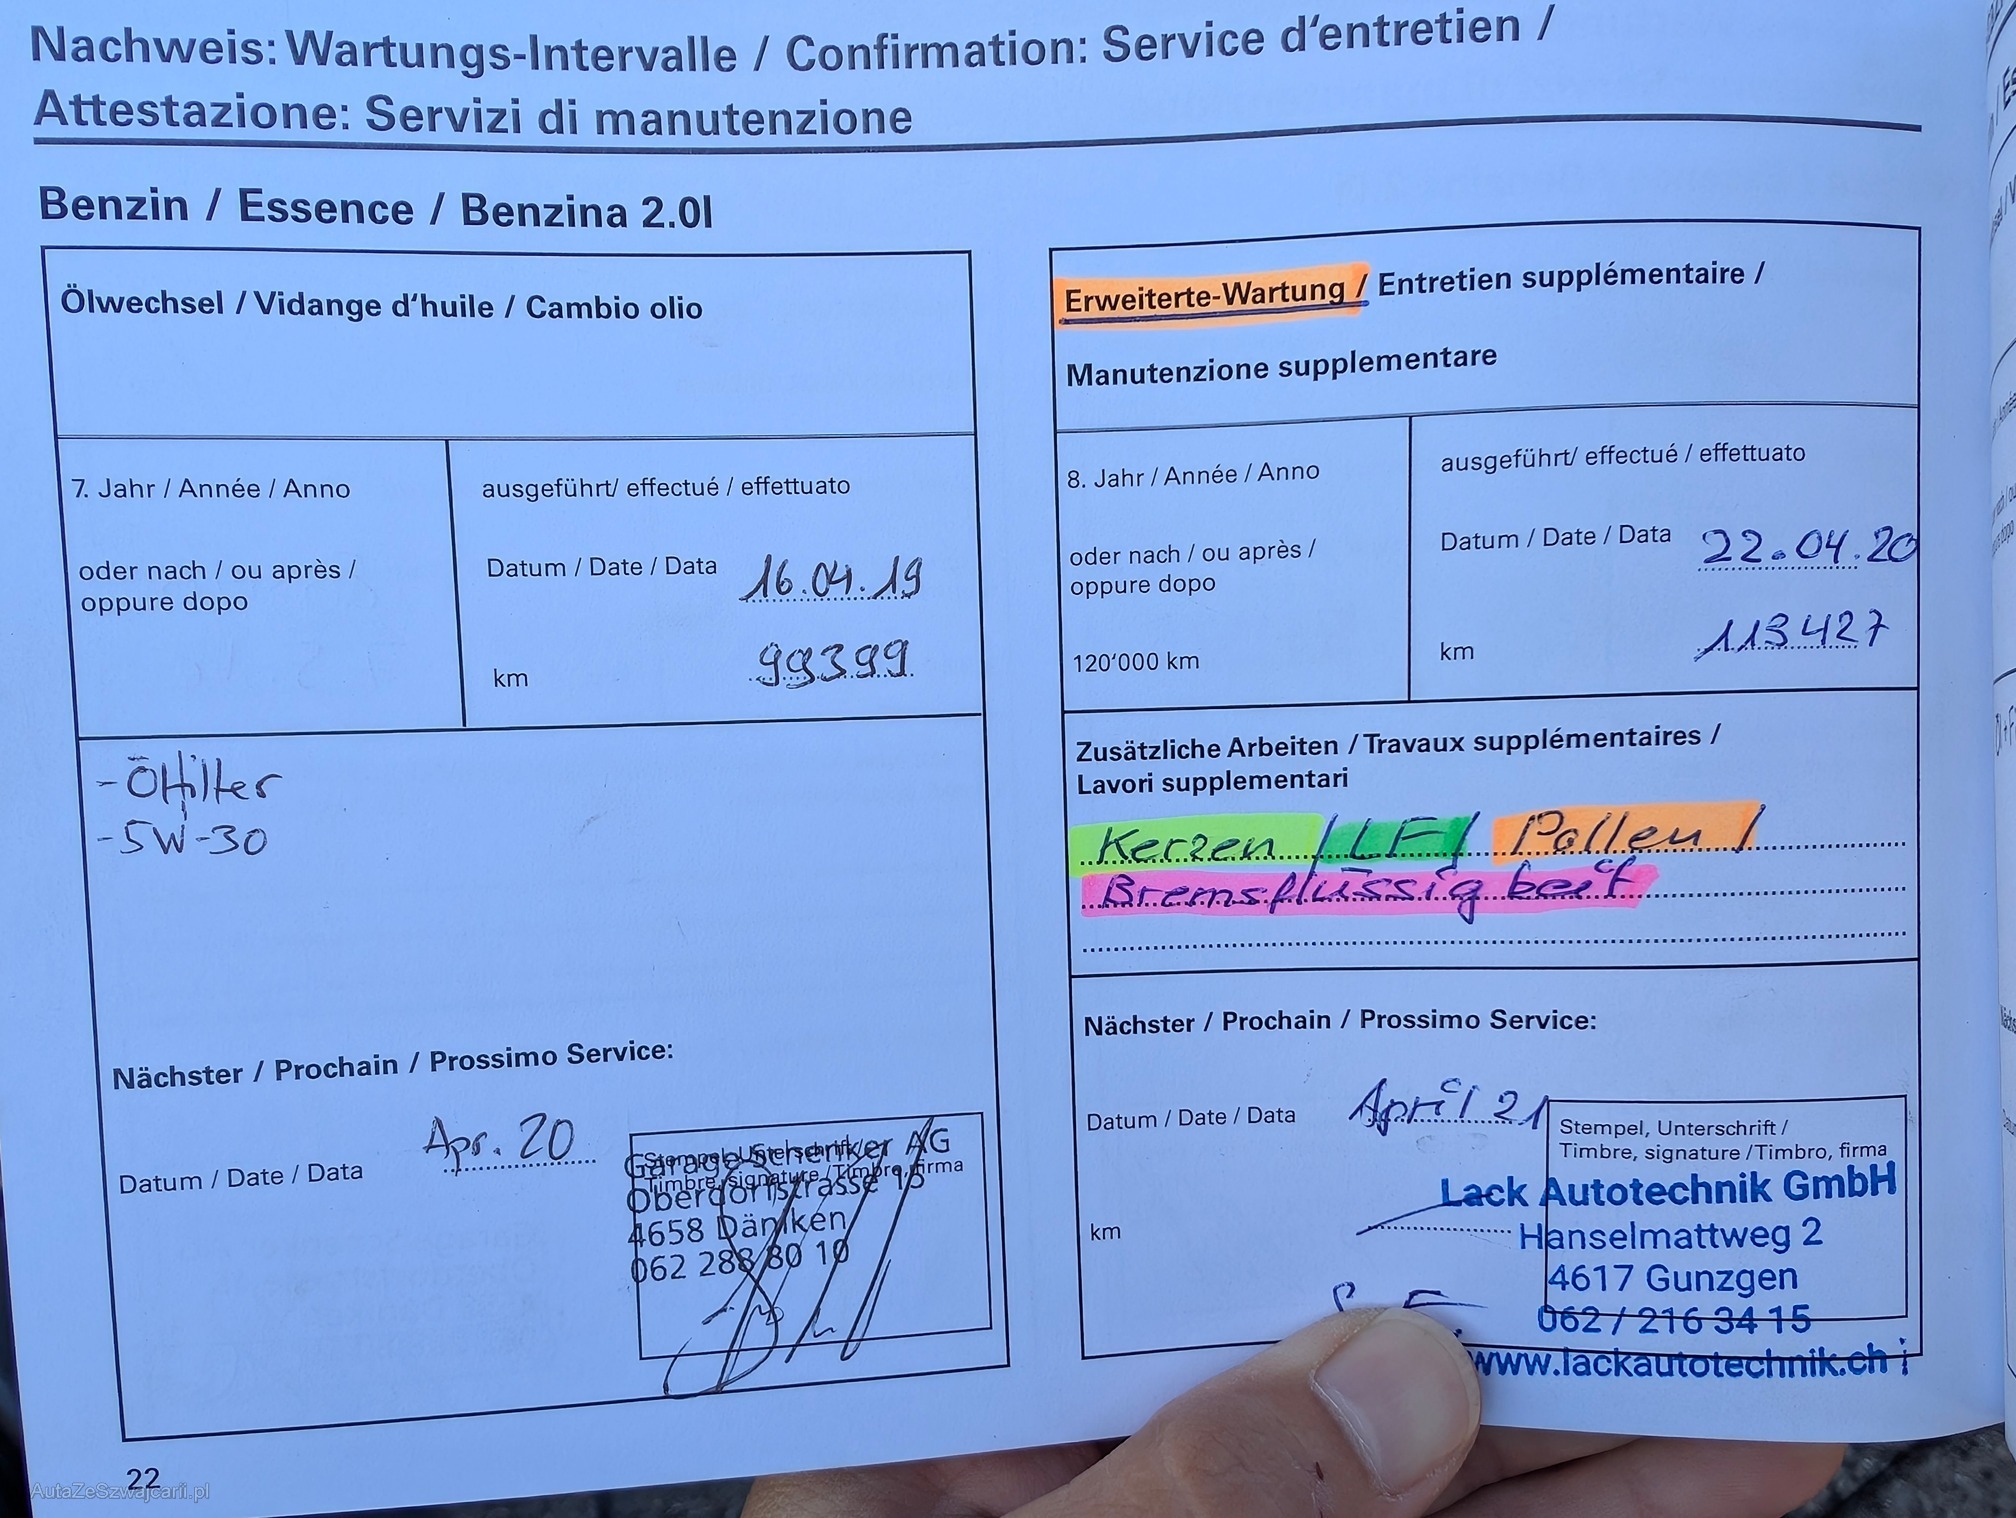 Nachweis: Wartungs-Intervalle / Confirmation: Service d'entretien /
Attestazione: Servizi di manutenzione
Benzin / Essence / Benzina 2.0l
Ölwechsel / Vidange d'huile / Cambio olio
7. Jahr / Année / Anno
ausgeführt/ effectué / effettuato
oder nach / ou après /
oppure dopo
Datum / Date / Data 16.04.19
km 99399
- Ölfilter
- 5W-30
Nächster / Prochain / Prossimo Service:
Datum / Date / Data Apr. 20
Stempel, Unterschrift /
Timbre, signature / Timbro, firma
Garage Schenker AG
Oberdorfstrasse 15
4658 Däniken
062 288 80 10
22
Erweiterte-Wartung / Entretien supplémentaire /
Manutenzione supplementare
8. Jahr / Année / Anno
ausgeführt/ effectué / effettuato
oder nach / ou après /
oppure dopo
120'000 km
Datum / Date / Data 22.04.20
km 113427
Zusätzliche Arbeiten / Travaux supplémentaires /
Lavori supplementari
Kerzen / LF / Pollen /
Bremsflüssigkeit
Nächster / Prochain / Prossimo Service:
Datum / Date / Data April 21
km
Stempel, Unterschrift /
Timbre, signature / Timbro, firma
Lack Autotechnik GmbH
Hanselmattweg 2
4617 Gunzgen
062 / 216 34 15
www.lackautotechnik.ch
AutaZeSzwajcarii.pl